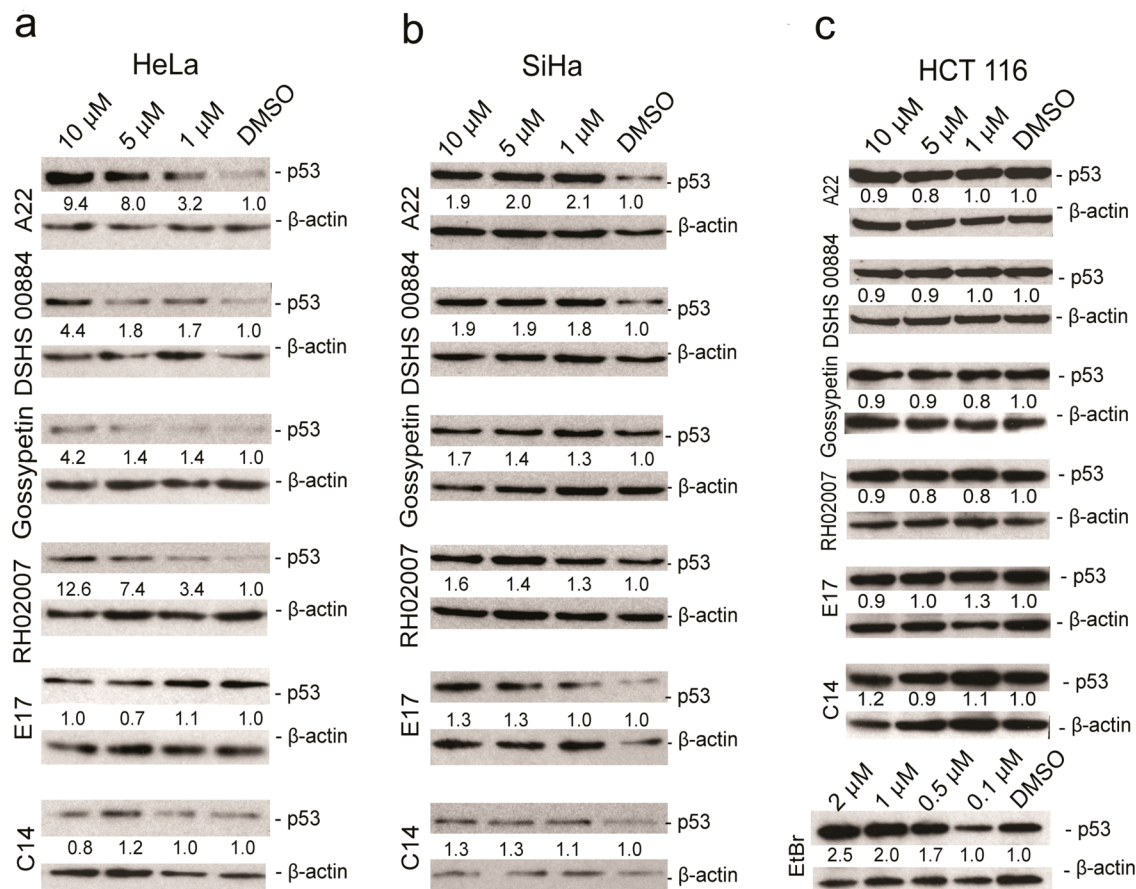 a
HeLa
10 µM 5 µM 1 µM DMSO
A22
- p53
9.4 8.0 3.2 1.0
- β-actin
DSHS 00884
- p53
4.4 1.8 1.7 1.0
- β-actin
Gossypetin
- p53
4.2 1.4 1.4 1.0
- β-actin
RH02007
- p53
12.6 7.4 3.4 1.0
- β-actin
E17
- p53
1.0 0.7 1.1 1.0
- β-actin
C14
- p53
0.8 1.2 1.0 1.0
- β-actin
b
SiHa
10 µM 5 µM 1 µM DMSO
A22
- p53
1.9 2.0 2.1 1.0
- β-actin
DSHS 00884
- p53
1.9 1.9 1.8 1.0
- β-actin
Gossypetin
- p53
1.7 1.4 1.3 1.0
- β-actin
RH02007
- p53
1.6 1.4 1.3 1.0
- β-actin
E17
- p53
1.3 1.3 1.0 1.0
- β-actin
C14
- p53
1.3 1.3 1.1 1.0
- β-actin
c
HCT 116
10 µM 5 µM 1 µM DMSO
A22
- p53
0.9 0.8 1.0 1.0
- β-actin
DSHS 00884
- p53
0.9 0.9 1.0 1.0
- β-actin
Gossypetin
- p53
0.9 0.9 0.8 1.0
- β-actin
RH02007
- p53
0.9 0.8 0.8 1.0
- β-actin
E17
- p53
0.9 1.0 1.3 1.0
- β-actin
C14
- p53
1.2 0.9 1.1 1.0
- β-actin
2 µM 1 µM 0.5 µM 0.1 µM DMSO
EtBr
- p53
2.5 2.0 1.7 1.0 1.0
- β-actin